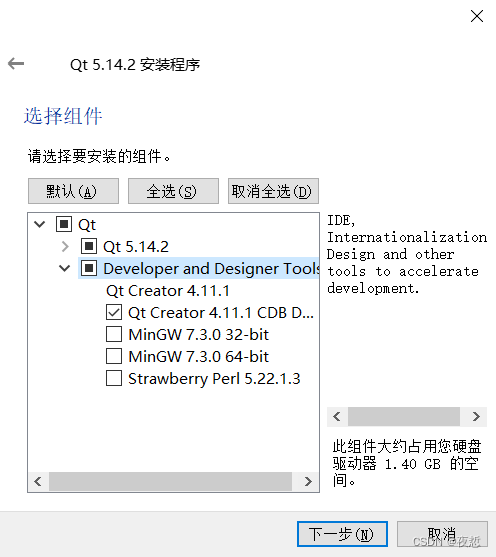 Qt 5.14.2 安装程序
选择组件
请选择要安装的组件。
默认(A)
全选(S)
取消全选(D)
Qt
Qt 5.14.2
Developer and Designer Tools
Qt Creator 4.11.1
Qt Creator 4.11.1 CDB D...
MinGW 7.3.0 32-bit
MinGW 7.3.0 64-bit
Strawberry Perl 5.22.1.3
IDE,
Internationalization
Design and other
tools to accelerate
development.
此组件大约占用您硬盘
驱动器 1.40 GB 的空
间。
下一步(N)
取消
CSDN @夜悊